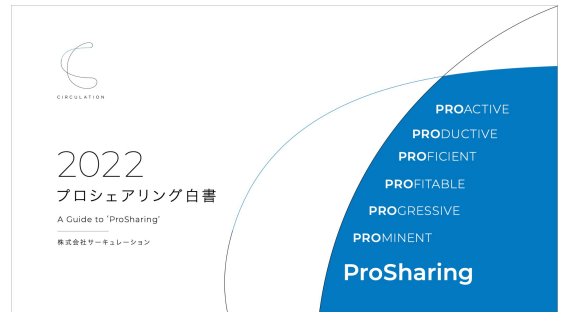 CIRCULATION
2022
プロシェアリング白書
A Guide to 'ProSharing'
株式会社サーキュレーション
PROACTIVE
PRODUCTIVE
PROFICIENT
PROFITABLE
PROGRESSIVE
PROMINENT
ProSharing